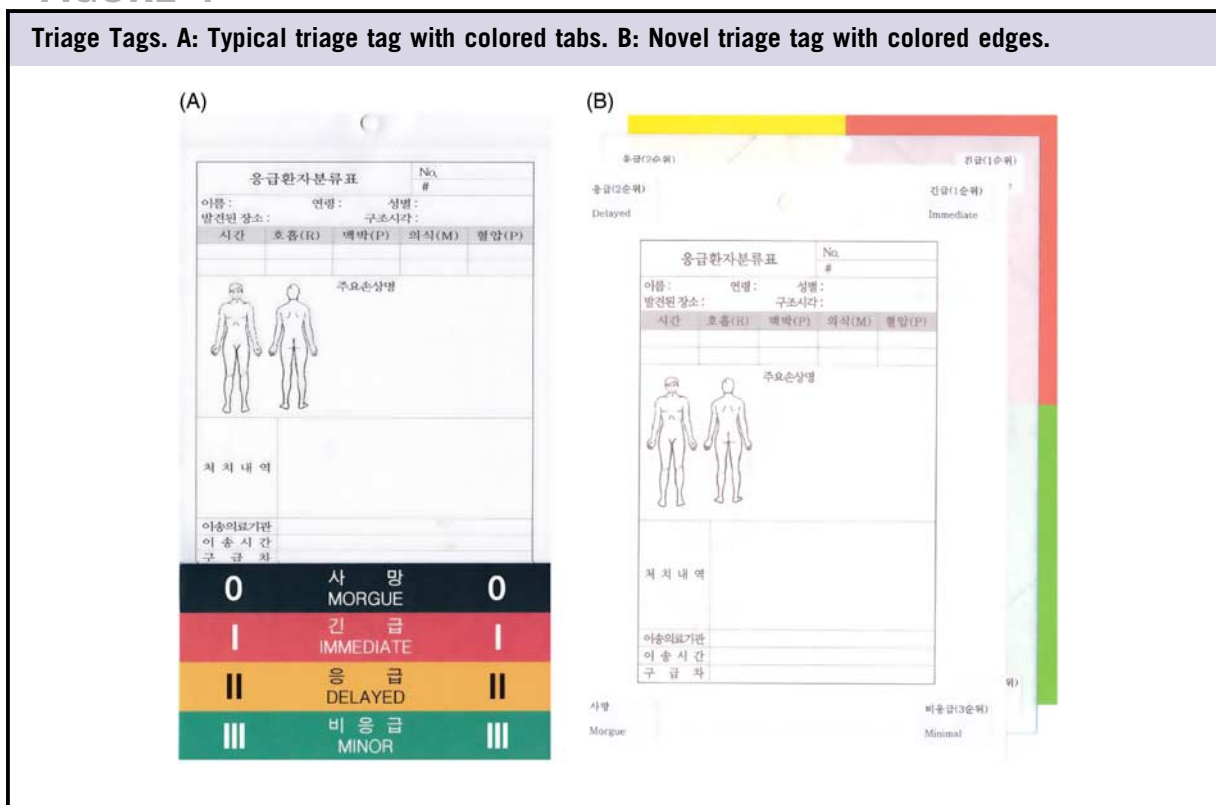 Triage Tags. A: Typical triage tag with colored tabs. B: Novel triage tag with colored edges.
(A)
응급환자분류표 No.
#
이름 : 연령 : 성별 :
발견된 장소 : 구조시각 :
시간 호흡(R) 맥박(P) 의식(M) 혈압(P)
주요손상명
처치내역
이송의료기관
이송시간
구급차
0 사망 0
MORGUE
I 긴급 I
IMMEDIATE
II 응급 II
DELAYED
III 비응급 III
MINOR
(B)
응급(2순위) 긴급(1순위)
응급(2순위) 긴급(1순위)
Delayed Immediate
응급환자분류표 No.
#
이름 : 연령 : 성별 :
발견된 장소 : 구조시각 :
시간 호흡(R) 맥박(P) 의식(M) 혈압(P)
주요손상명
처치내역
이송의료기관
이송시간
구급차
위)
사망 비응급(3순위)
Morgue Minimal